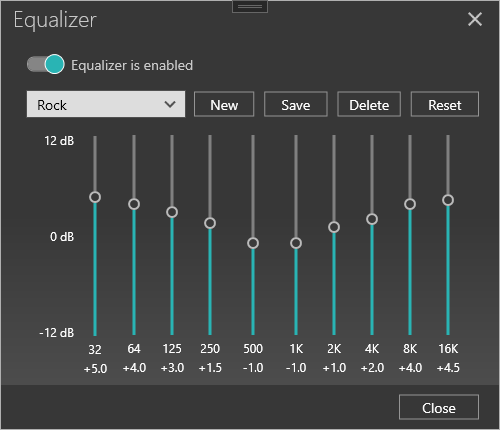 Equalizer
Equalizer is enabled
Rock New Save Delete Reset
12 dB
0 dB
-12 dB
32 64 125 250 500 1K 2K 4K 8K 16K
+5.0 +4.0 +3.0 +1.5 -1.0 -1.0 +1.0 +2.0 +4.0 +4.5
Close